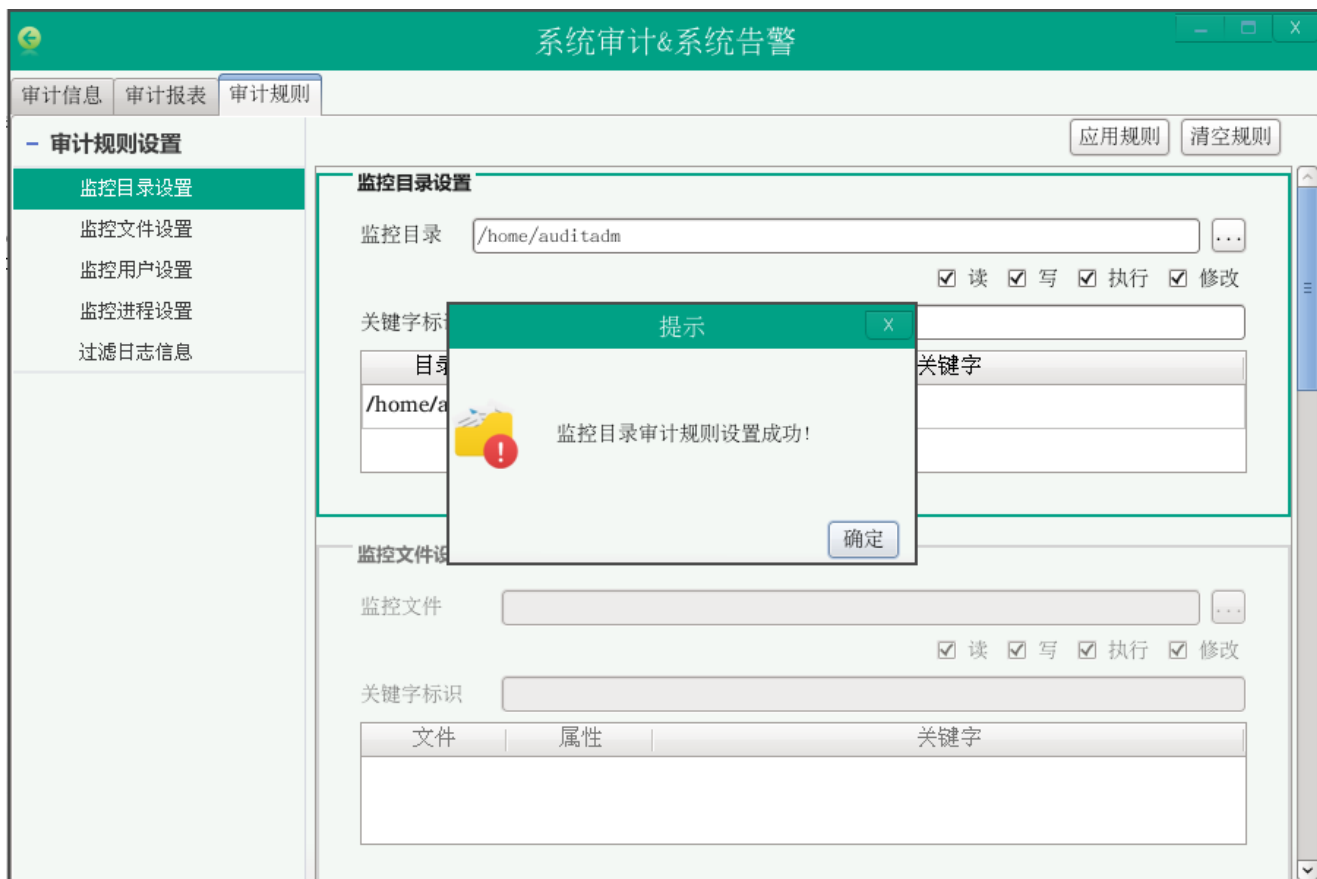 系统审计&系统告警
审计信息 审计报表 审计规则
审计规则设置
应用规则 清空规则
监控目录设置
监控文件设置
监控用户设置
监控进程设置
过滤日志信息
监控目录设置
监控目录 /home/auditadm ...
读 写 执行 修改
关键字标
关键字
/home/a
提示 X
监控目录审计规则设置成功!
确定
监控文件设
监控文件 ...
读 写 执行 修改
关键字标识
文件 属性 关键字